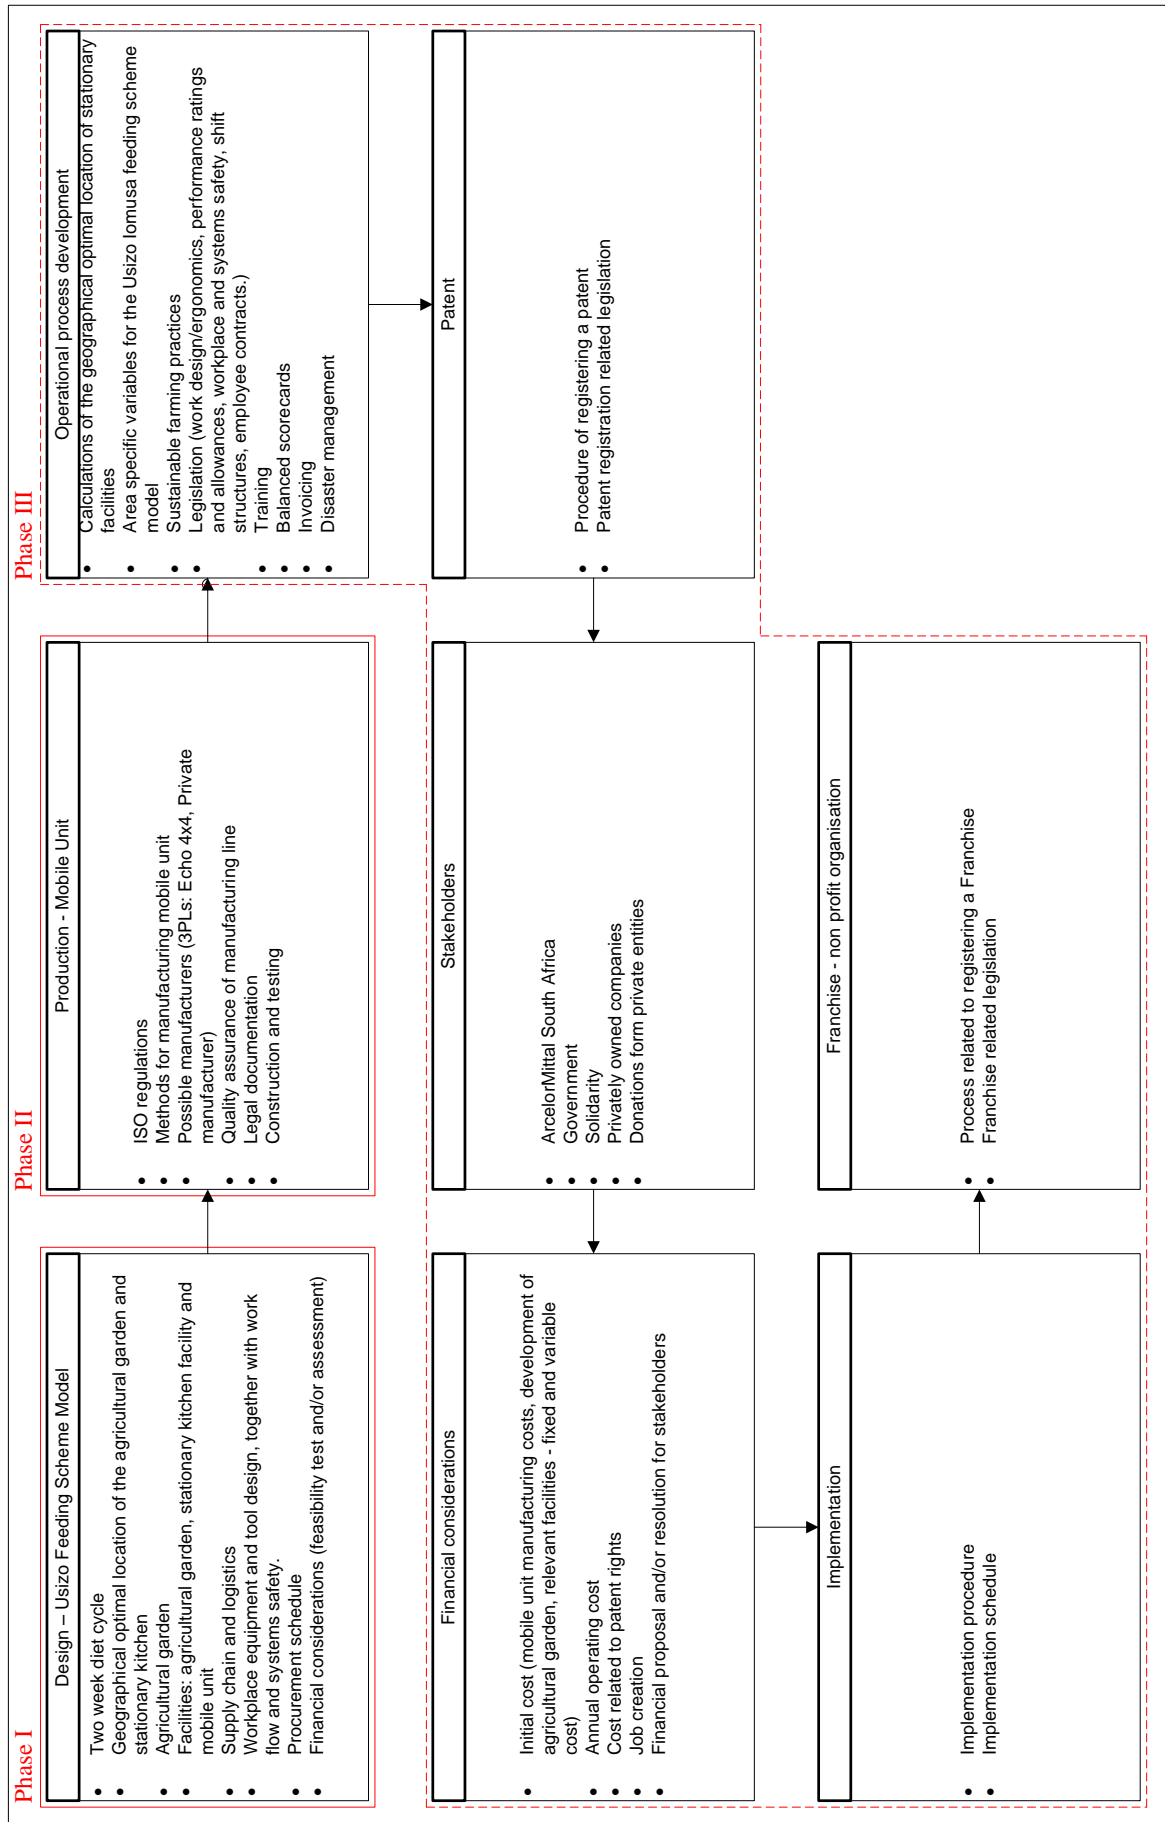 Phase I
Design – Usizo Feeding Scheme Model
• Two week diet cycle
• Geographical optimal location of the agricultural garden and
stationary kitchen
• Agricultural garden
• Facilities: agricultural garden, stationary kitchen facility and
mobile unit
• Supply chain and logistics
• Workplace equipment and tool design, together with work
flow and systems safety.
• Procurement schedule
• Financial considerations (feasibility test and/or assessment)
Phase II
Production - Mobile Unit
• ISO regulations
• Methods for manufacturing mobile unit
• Possible manufacturers (3PLs: Echo 4x4, Private
manufacturer)
• Quality assurance of manufacturing line
• Legal documentation
• Construction and testing
Phase III
Operational process development
• Calculations of the geographical optimal location of stationary
facilities
• Area specific variables for the Usizo lomusa feeding scheme
model
• Sustainable farming practices
• Legislation (work design/ergonomics, performance ratings
and allowances, workplace and systems safety, shift
structures, employee contracts.)
• Training
• Balanced scorecards
• Invoicing
• Disaster management
Patent
• Procedure of registering a patent
• Patent registration related legislation
Stakeholders
• ArcelorMittal South Africa
• Government
• Solidarity
• Privately owned companies
• Donations form private entities
Financial considerations
• Initial cost (mobile unit manufacturing costs, development of
agricultural garden, relevant facilities - fixed and variable
cost)
• Annual operating cost
• Cost related to patent rights
• Job creation
• Financial proposal and/or resolution for stakeholders
Implementation
• Implementation procedure
• Implementation schedule
Franchise - non profit organisation
• Process related to registering a Franchise
• Franchise related legislation